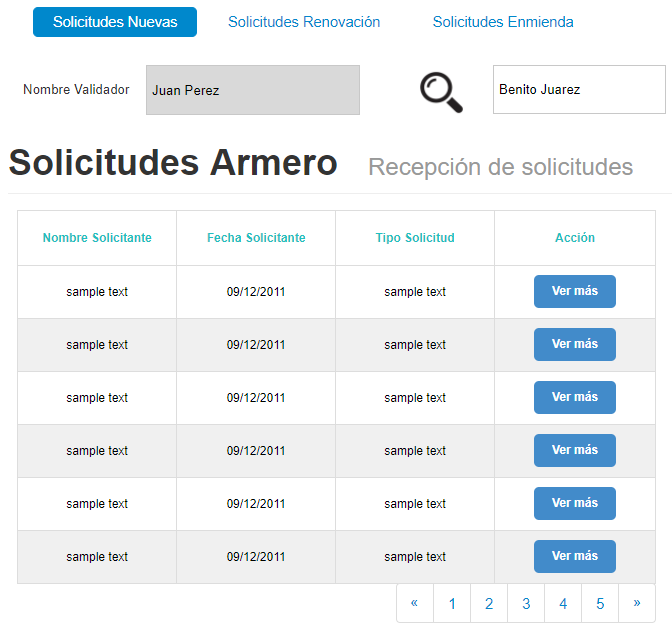 Solicitudes Nuevas Solicitudes Renovación Solicitudes Enmienda
Nombre Validador Juan Perez Benito Juarez
Solicitudes Armero Recepción de solicitudes
Nombre Solicitante Fecha Solicitante Tipo Solicitud Acción
sample text 09/12/2011 sample text Ver más
sample text 09/12/2011 sample text Ver más
sample text 09/12/2011 sample text Ver más
sample text 09/12/2011 sample text Ver más
sample text 09/12/2011 sample text Ver más
sample text 09/12/2011 sample text Ver más
« 1 2 3 4 5 »